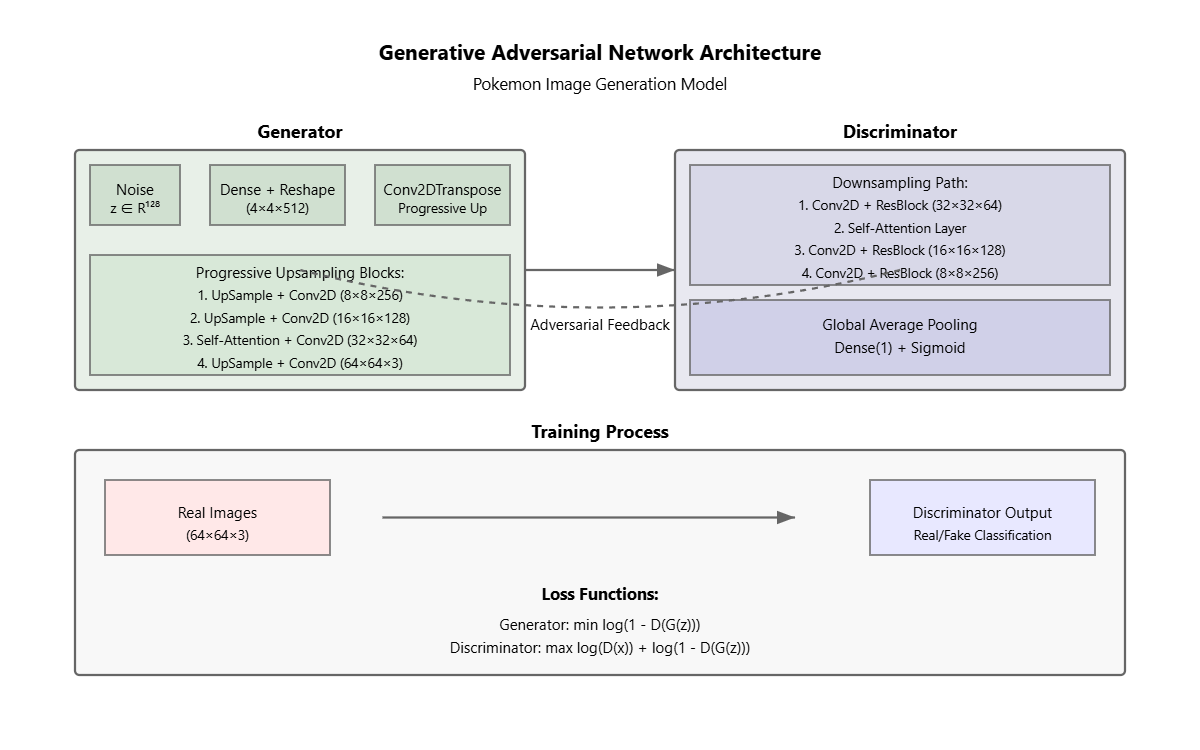 Generative Adversarial Network Architecture
Pokemon Image Generation Model
Generator
Noise
z ∈ R¹²⁸
Dense + Reshape
(4×4×512)
Conv2DTranspose
Progressive Up
Progressive Upsampling Blocks:
1. UpSample + Conv2D (8×8×256)
2. UpSample + Conv2D (16×16×128)
3. Self-Attention + Conv2D (32×32×64)
4. UpSample + Conv2D (64×64×3)
Adversarial Feedback
Discriminator
Downsampling Path:
1. Conv2D + ResBlock (32×32×64)
2. Self-Attention Layer
3. Conv2D + ResBlock (16×16×128)
4. Conv2D + ResBlock (8×8×256)
Global Average Pooling
Dense(1) + Sigmoid
Training Process
Real Images
(64×64×3)
Discriminator Output
Real/Fake Classification
Loss Functions:
Generator: min log(1 - D(G(z)))
Discriminator: max log(D(x)) + log(1 - D(G(z)))